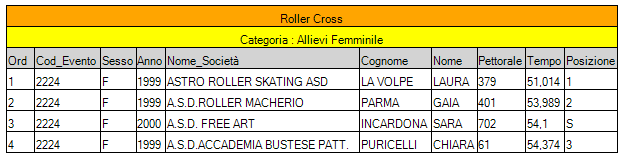 Roller Cross
Categoria : Allievi Femminile
Ord Cod_Evento Sesso Anno Nome_Società Cognome Nome Pettorale Tempo Posizione
1 2224 F 1999 ASTRO ROLLER SKATING ASD LA VOLPE LAURA 379 51,014 1
2 2224 F 1999 A.S.D.ROLLER MACHERIO PARMA GAIA 401 53,989 2
3 2224 F 2000 A.S.D. FREE ART INCARDONA SARA 702 54,1 S
4 2224 F 1999 A.S.D.ACCADEMIA BUSTESE PATT. PURICELLI CHIARA 61 54,374 3